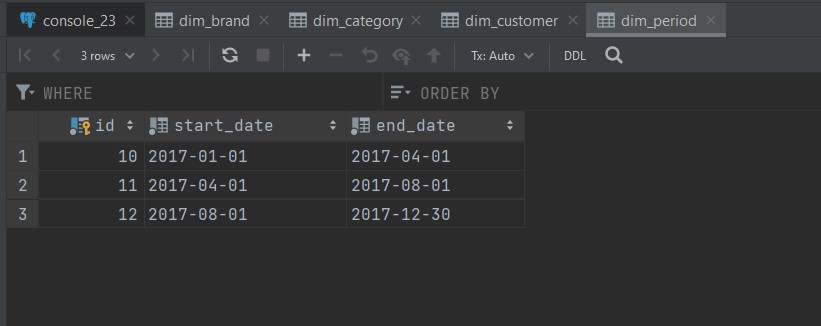 console_23 dim_brand dim_category dim_customer dim_period
3 rows Tx: Auto DDL
WHERE ORDER BY
id start_date end_date
1 10 2017-01-01 2017-04-01
2 11 2017-04-01 2017-08-01
3 12 2017-08-01 2017-12-30